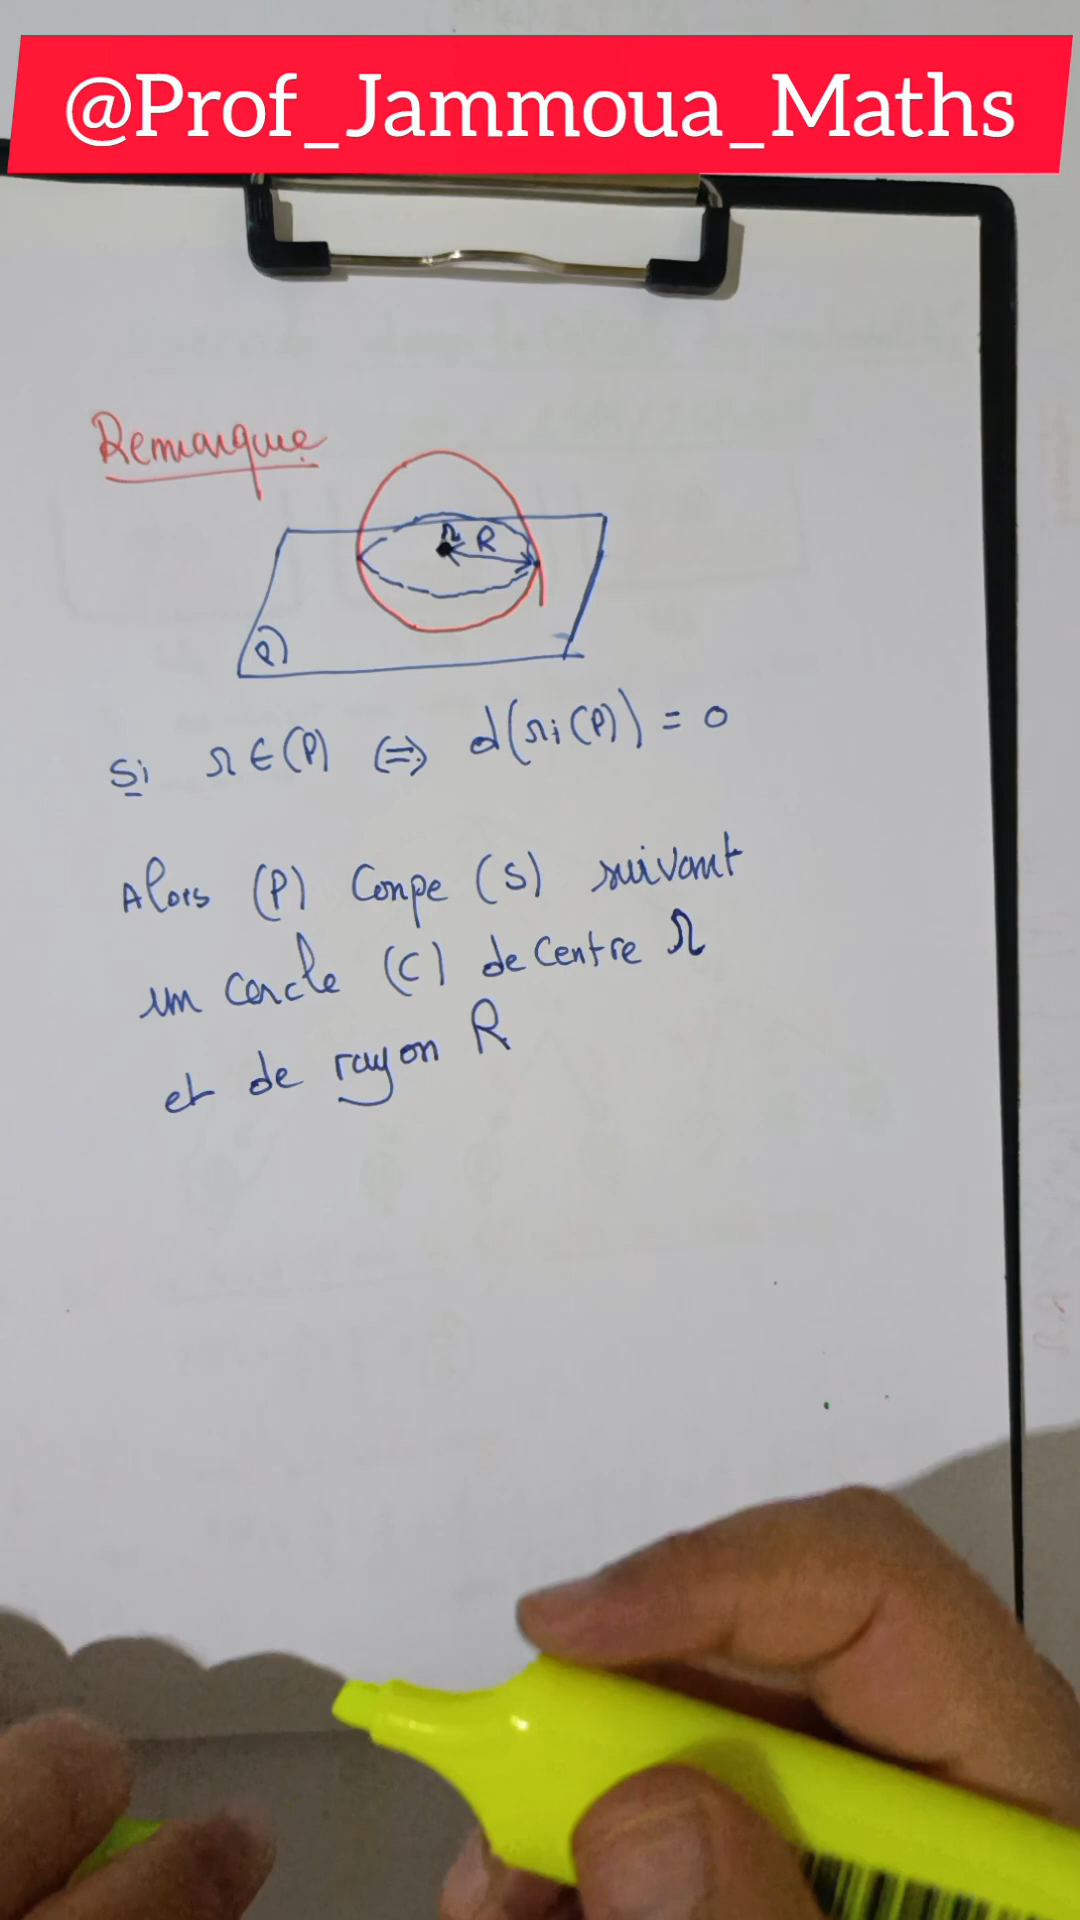 @Prof_Jammoua_Maths
Remarque
Ω R
(P)
Si Ω ∈ (P) ⇔ d(Ω; (P)) = 0
Alors (P) Coupe (S) suivant
un cercle (C) de Centre Ω
et de rayon R